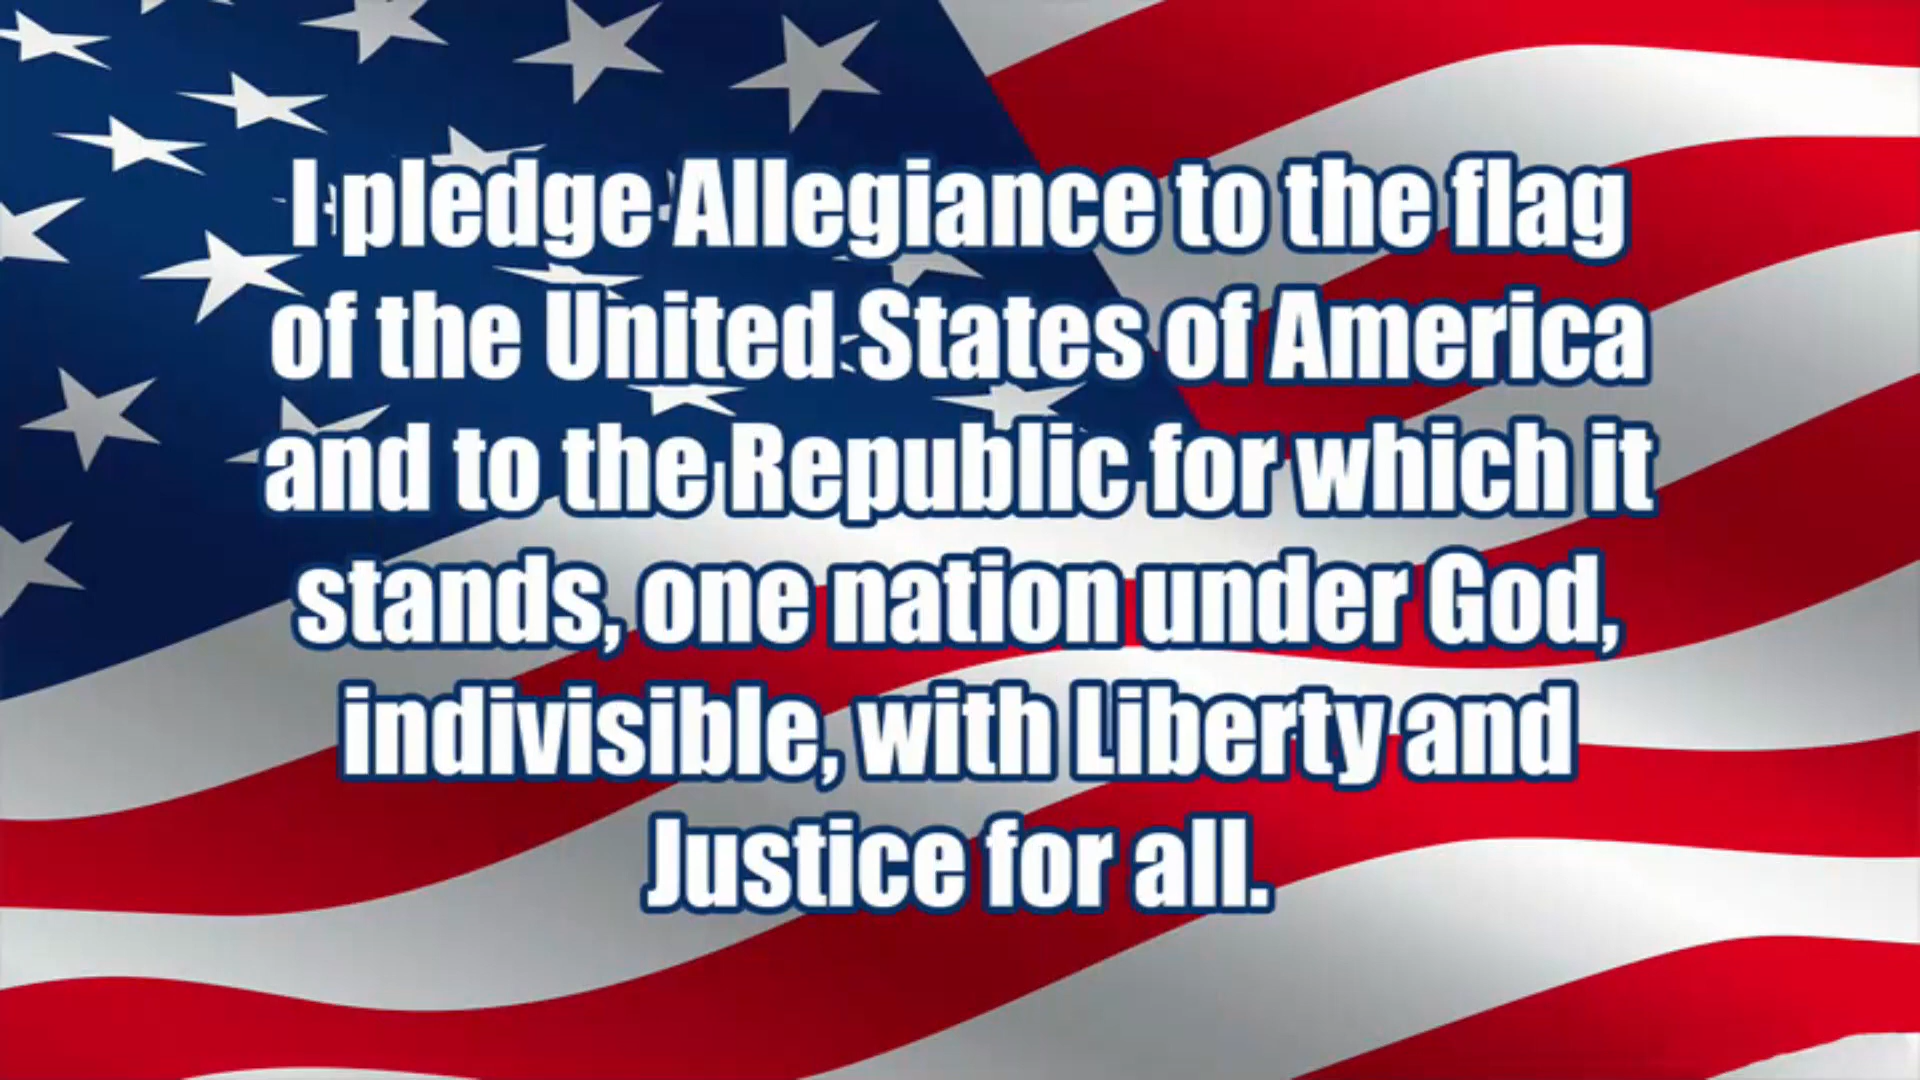 I pledge Allegiance to the flag
of the United States of America
and to the Republic for which it
stands, one nation under God,
indivisible, with Liberty and
Justice for all.